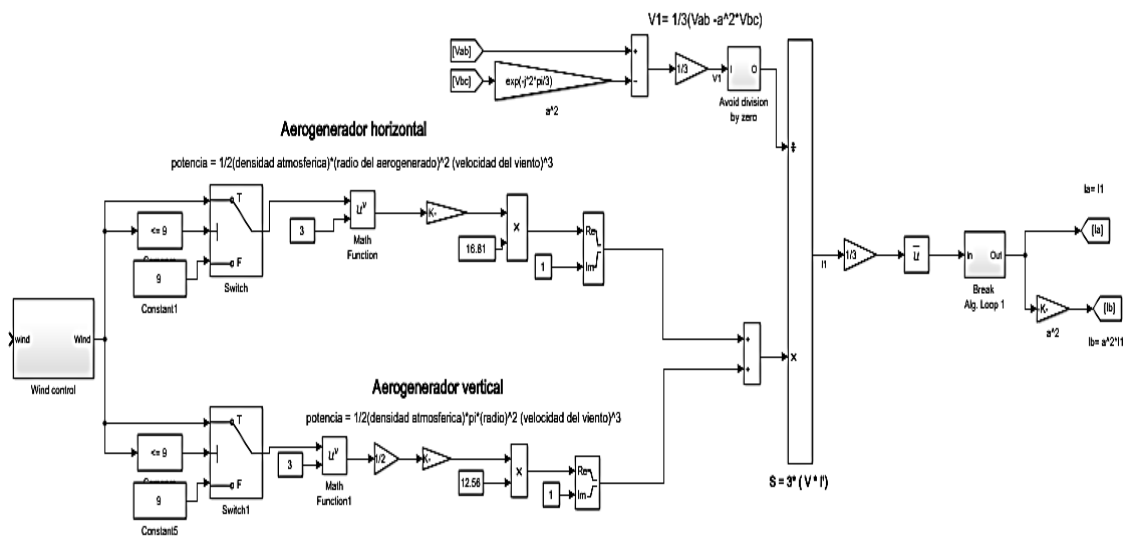 V1= 1/3(Vab -a^2*Vbc)
[Vab]
[Vbc]
exp(-j*2*pi/3)
a^2
+
−
1/3
V1
I
O
Avoid division
by zero
Aerogenerador horizontal
potencia = 1/2(densidad atmosferica)*(radio del aerogenerado)^2 (velocidad del viento)^3
T
<= 9
F
9
Constant1
Switch
3
u^v
Math
Function
K-
16.81
×
1
Re
Im
wind
Wind
Wind control
Aerogenerador vertical
potencia = 1/2(densidad atmosferica)*pi*(radio)^2 (velocidad del viento)^3
T
<= 9
F
9
Constant5
Switch1
3
u^v
Math
Function1
1/2
K-
12.56
×
1
Re
Im
+
+
÷
×
S = 3* ( V * I')
I1
1/3
u
In
Out
Break
Alg. Loop 1
Ia= I1
[Ia]
K-
a^2
[Ib]
Ib= a^2*I1